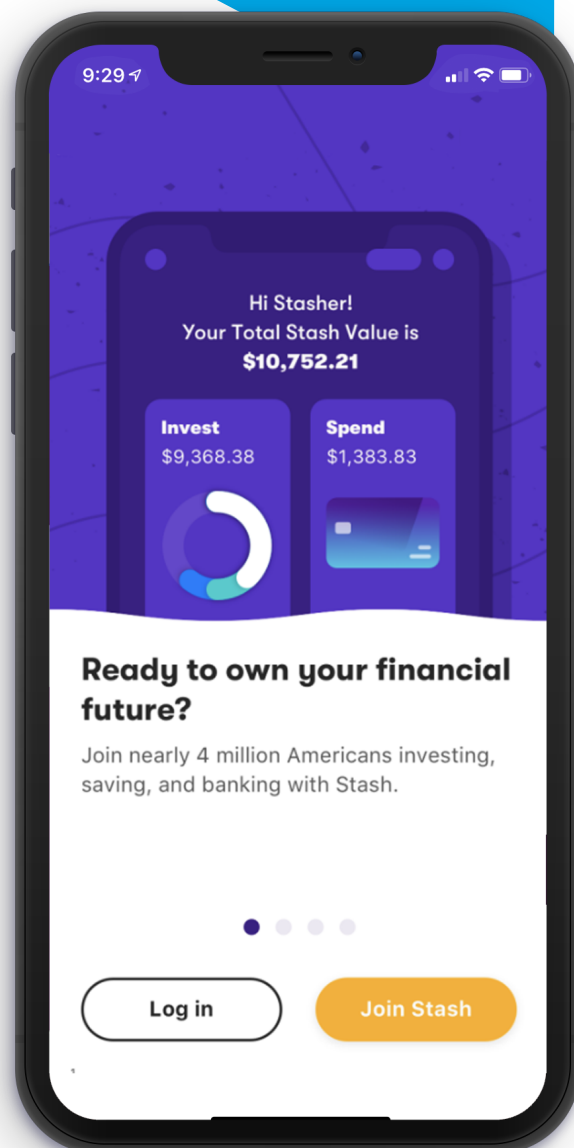 9:29
Hi Stasher!
Your Total Stash Value is
$10,752.21
Invest
Spend
$9,368.38
$1,383.83
Ready to own your financial
future?
Join nearly 4 million Americans investing,
saving, and banking with Stash.
Log in
Join Stash
1